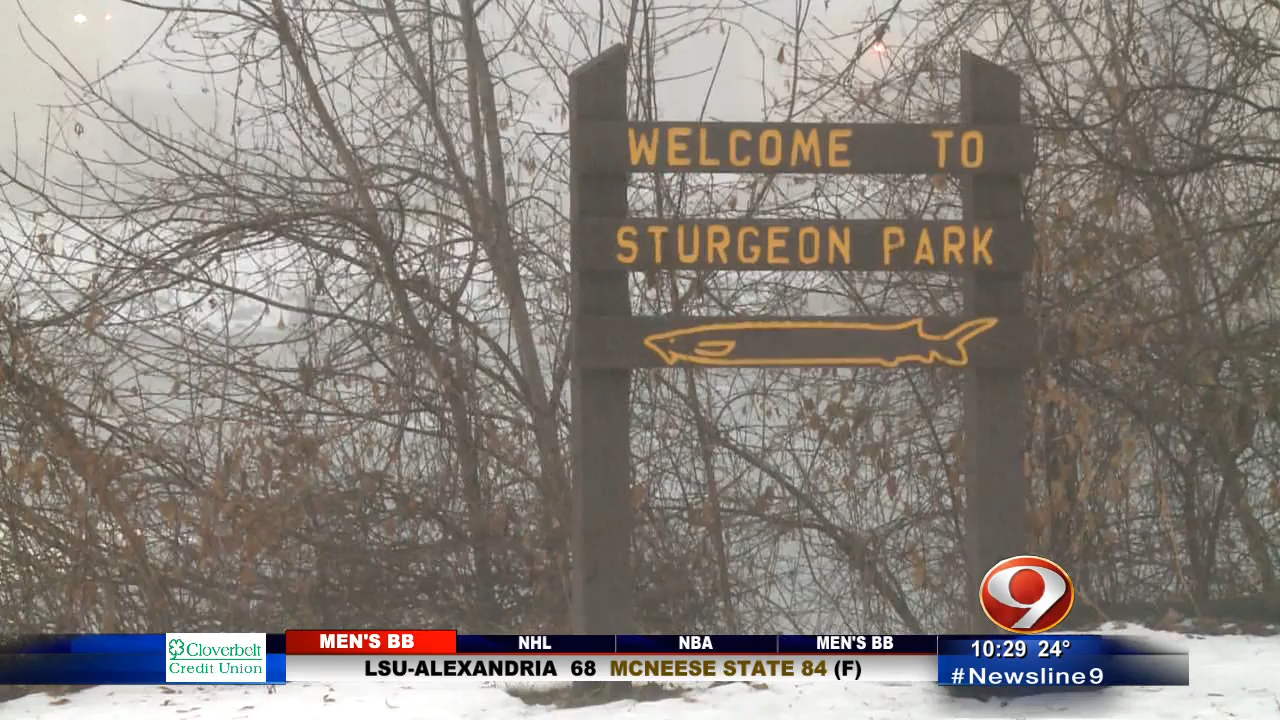 WELCOME TO
STURGEON PARK
9
MEN'S BB NHL NBA MEN'S BB
Cloverbelt
Credit Union
LSU-ALEXANDRIA 68 MCNEESE STATE 84 (F)
10:29 24°
#Newsline9